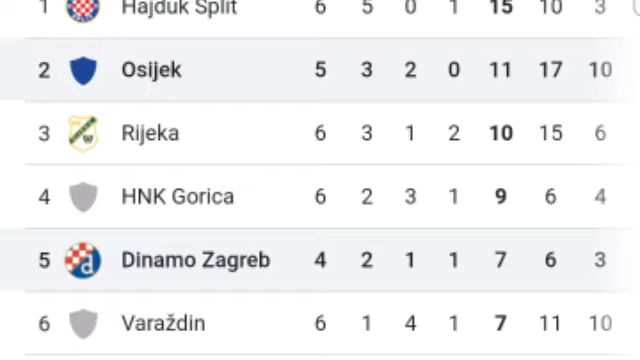 1 Hajduk Split 6 5 0 1 15 10 3
2 Osijek 5 3 2 0 11 17 10
3 Rijeka 6 3 1 2 10 15 6
4 HNK Gorica 6 2 3 1 9 6 4
5 Dinamo Zagreb 4 2 1 1 7 6 3
6 Varaždin 6 1 4 1 7 11 10